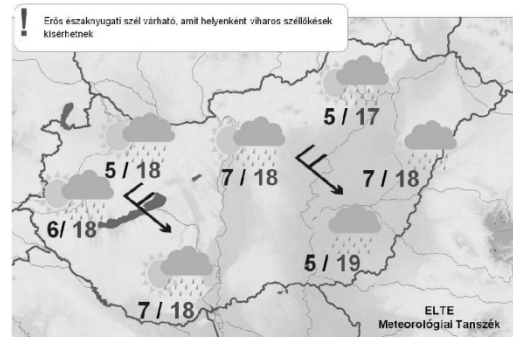 ! Erős északnyugati szél várható, amit helyenként viharos széllökések
kísérhetnek
5 / 17
5 / 18
7 / 18
7 / 18
6/ 18
5 / 19
7 / 18
ELTE
Meteorológiai Tanszék